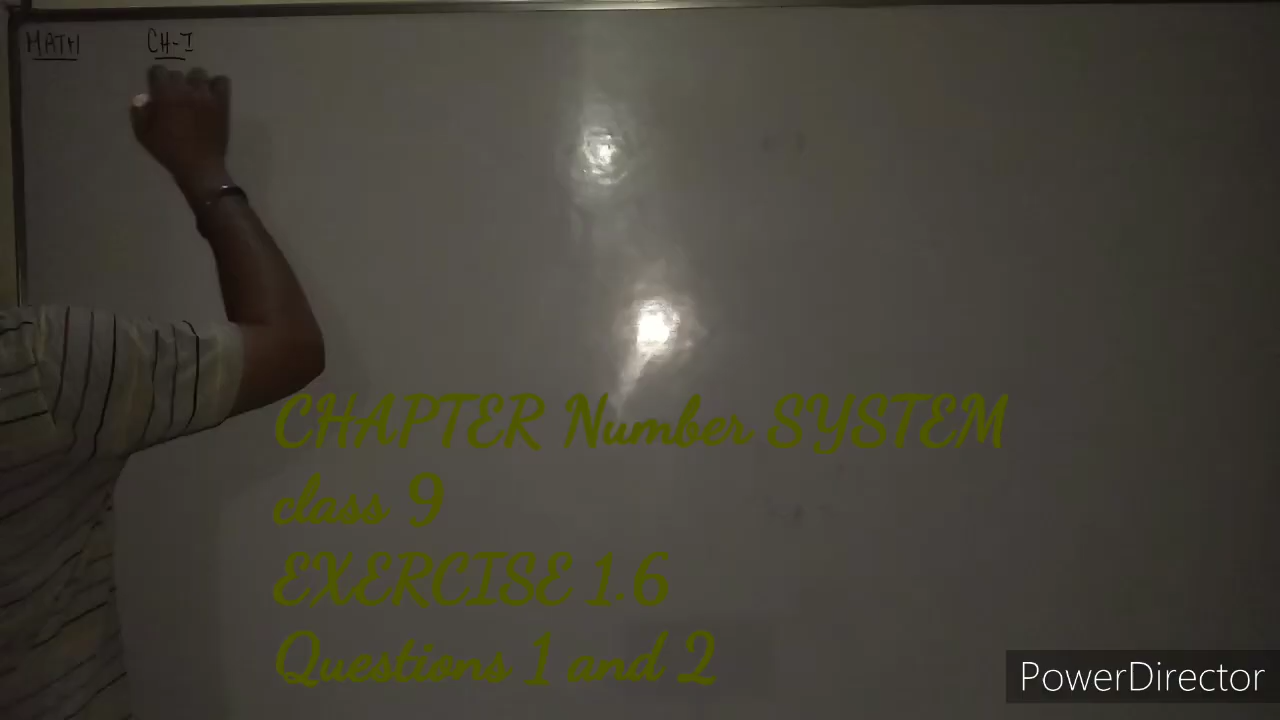 MATH CH-I
CHAPTER Number SYSTEM
class 9
EXERCISE 1.6
Questions 1 and 2
PowerDirector